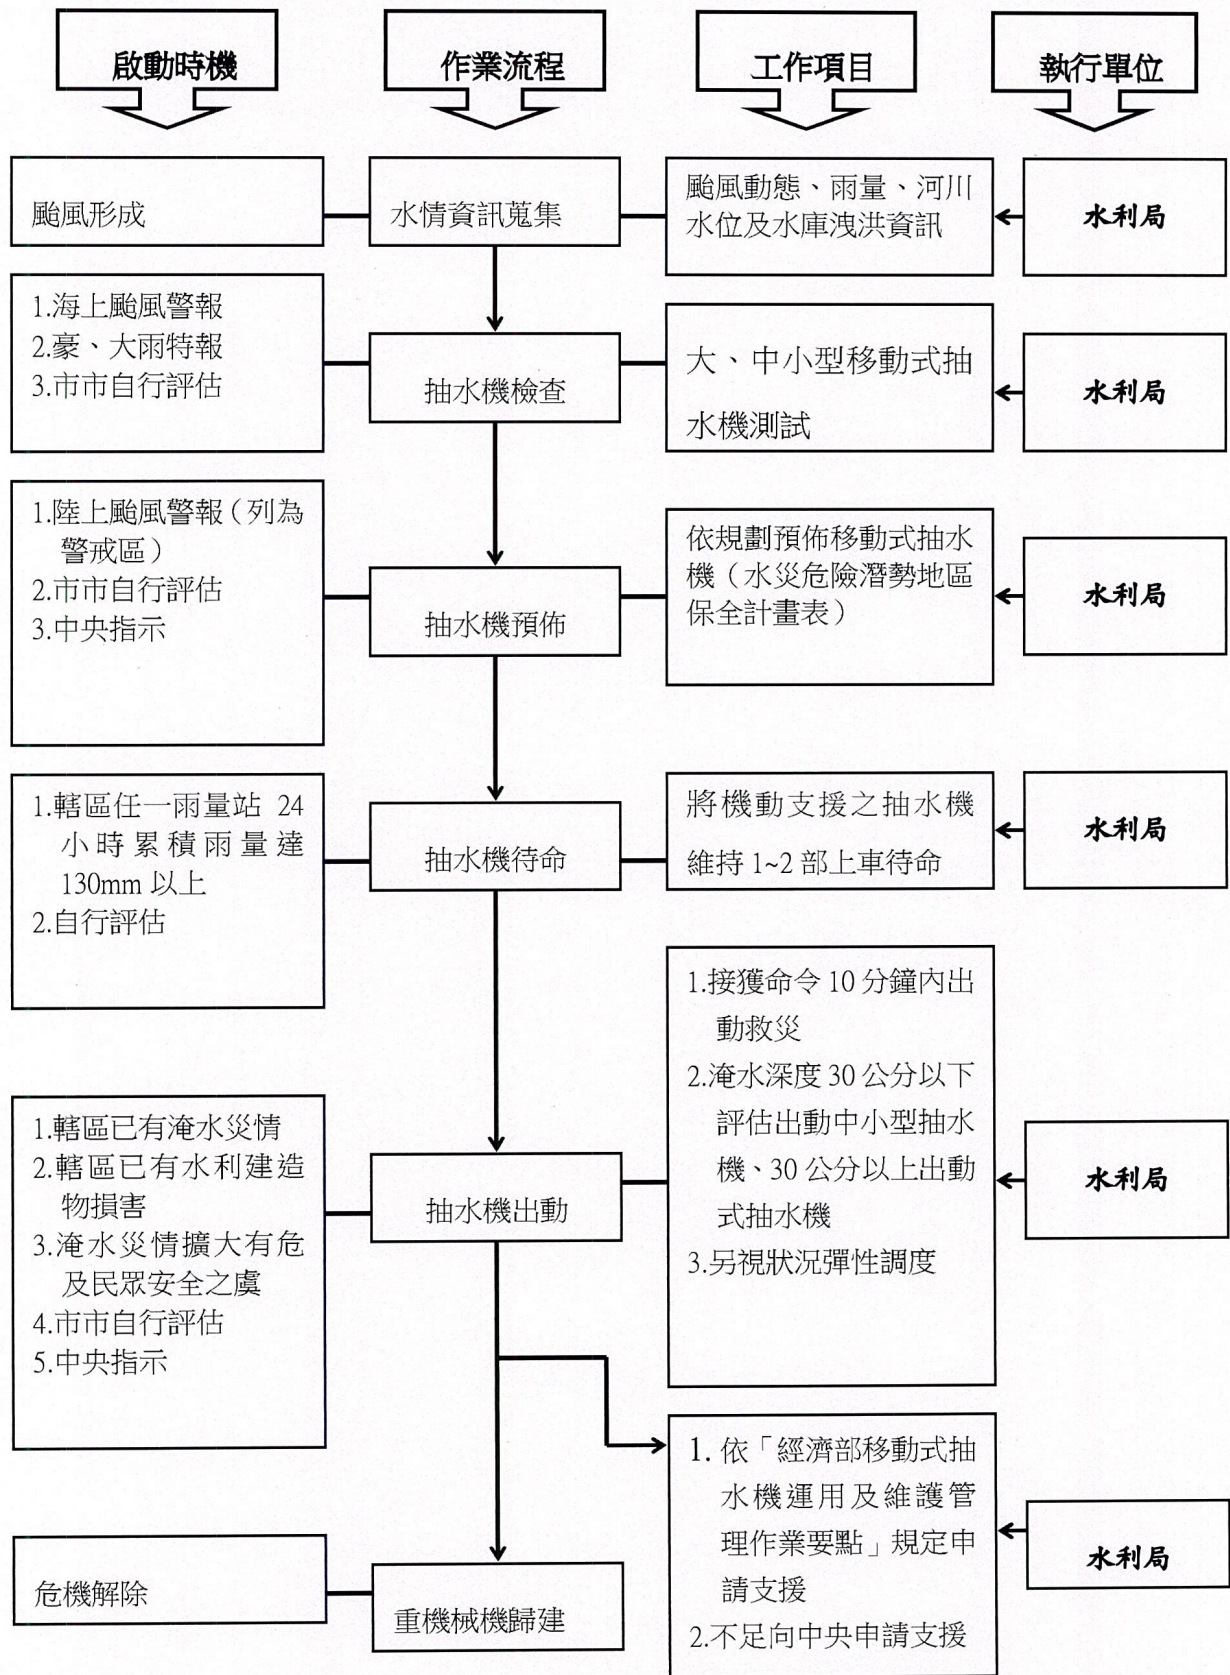 啟動時機
作業流程
工作項目
執行單位
颱風形成
水情資訊蒐集
颱風動態、雨量、河川
水位及水庫洩洪資訊
水利局
1.海上颱風警報
2.豪、大雨特報
3.市市自行評估
抽水機檢查
大、中小型移動式抽
水機測試
水利局
1.陸上颱風警報（列為
警戒區）
2.市市自行評估
3.中央指示
抽水機預佈
依規劃預佈移動式抽水
機（水災危險潛勢地區
保全計畫表）
水利局
1.轄區任一雨量站 24
小時累積雨量達
130mm 以上
2.自行評估
抽水機待命
將機動支援之抽水機
維持 1~2 部上車待命
水利局
1.轄區已有淹水災情
2.轄區已有水利建造
物損害
3.淹水災情擴大有危
及民眾安全之虞
4.市市自行評估
5.中央指示
抽水機出動
1.接獲命令 10 分鐘內出
動救災
2.淹水深度 30 公分以下
評估出動中小型抽水
機、30 公分以上出動
式抽水機
3.另視狀況彈性調度
水利局
1. 依「經濟部移動式抽
水機運用及維護管
理作業要點」規定申
請支援
2.不足向中央申請支援
水利局
危機解除
重機械機歸建